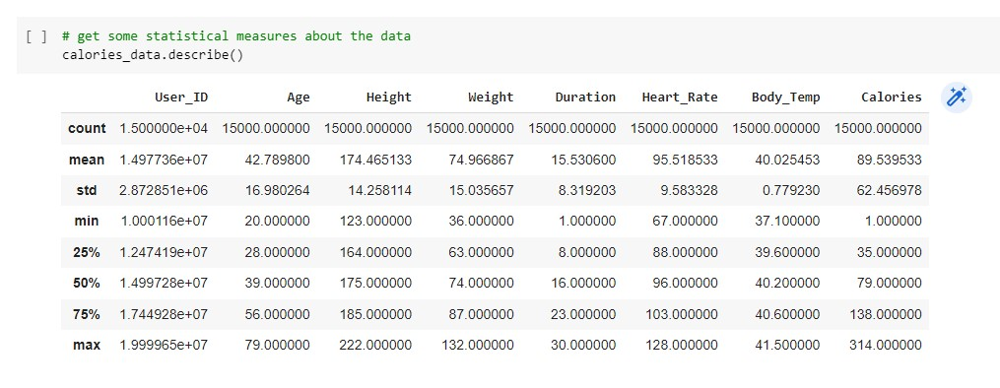 [ ] # get some statistical measures about the data
calories_data.describe()
User_ID Age Height Weight Duration Heart_Rate Body_Temp Calories
count 1.500000e+04 15000.000000 15000.000000 15000.000000 15000.000000 15000.000000 15000.000000 15000.000000
mean 1.497736e+07 42.789800 174.465133 74.966867 15.530600 95.518533 40.025453 89.539533
std 2.872851e+06 16.980264 14.258114 15.035657 8.319203 9.583328 0.779230 62.456978
min 1.000116e+07 20.000000 123.000000 36.000000 1.000000 67.000000 37.100000 1.000000
25% 1.247419e+07 28.000000 164.000000 63.000000 8.000000 88.000000 39.600000 35.000000
50% 1.499728e+07 39.000000 175.000000 74.000000 16.000000 96.000000 40.200000 79.000000
75% 1.744928e+07 56.000000 185.000000 87.000000 23.000000 103.000000 40.600000 138.000000
max 1.999965e+07 79.000000 222.000000 132.000000 30.000000 128.000000 41.500000 314.000000